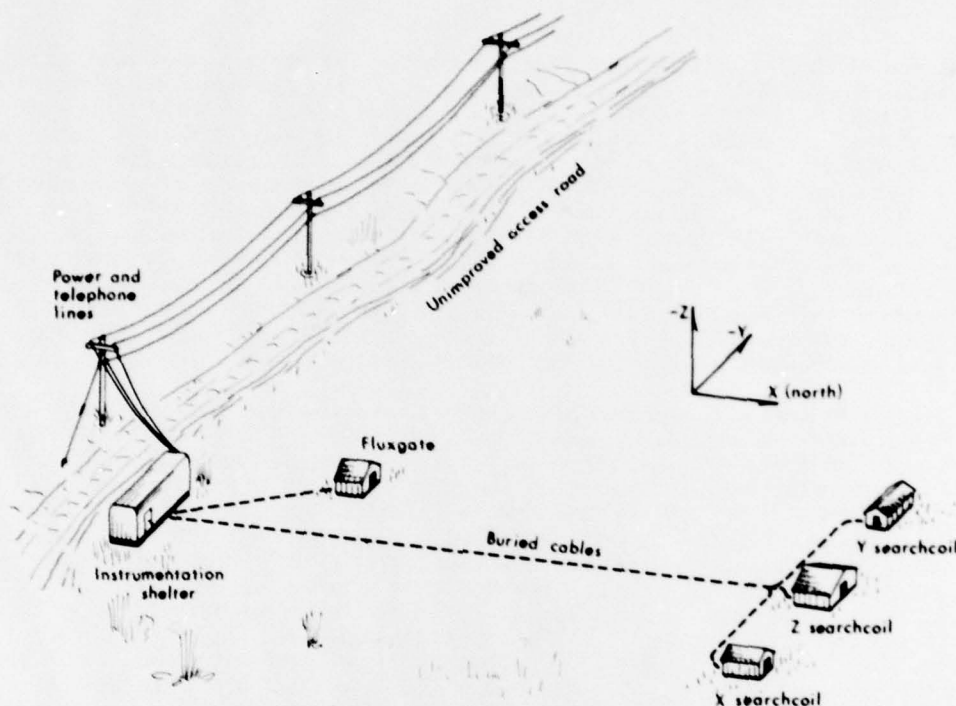 Power and
telephone
lines
Unimproved access road
-Z
-Y
X (north)
Fluxgate
Buried cables
Instrumentation
shelter
Y searchcoil
Z searchcoil
X searchcoil